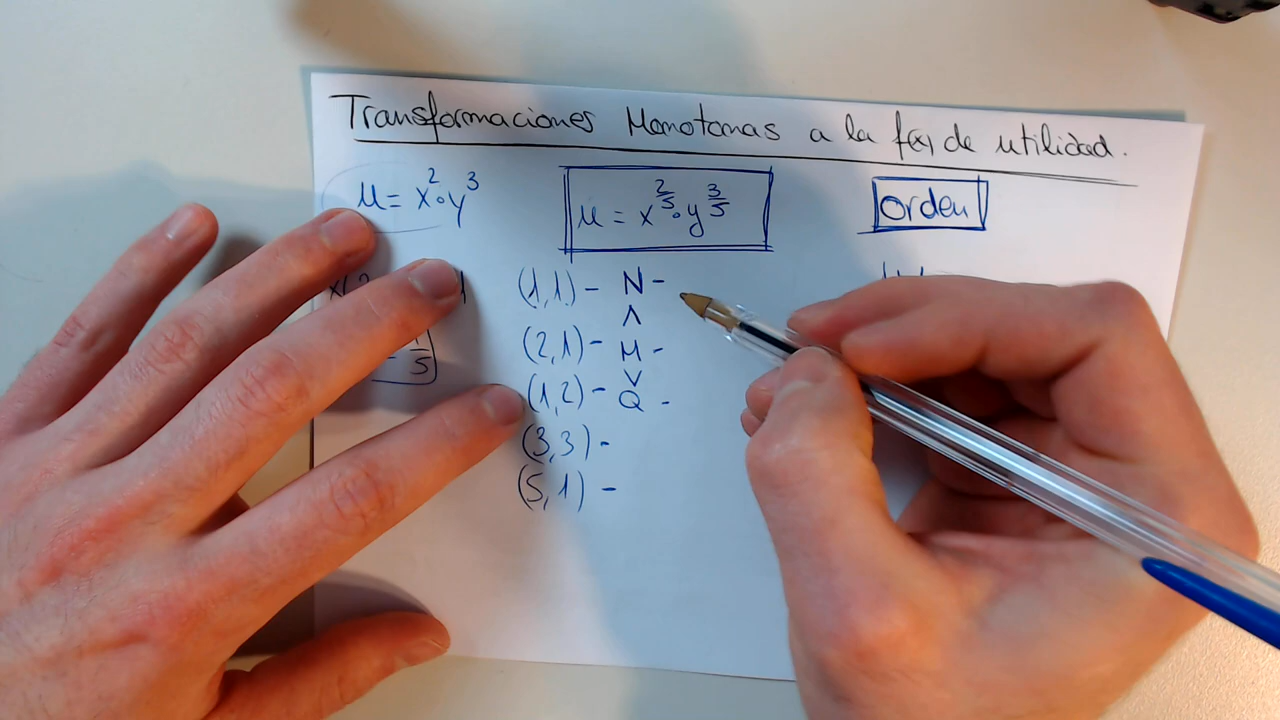 Transformaciones Monotonas a la f(x) de utilidad.
u = x²·y³
u = x^{2/5}·y^{3/5}
orden
(1,1) – N –
^
(2,1) – M –
v
(1,2) – Q –
(3,3) –
(5,1) –